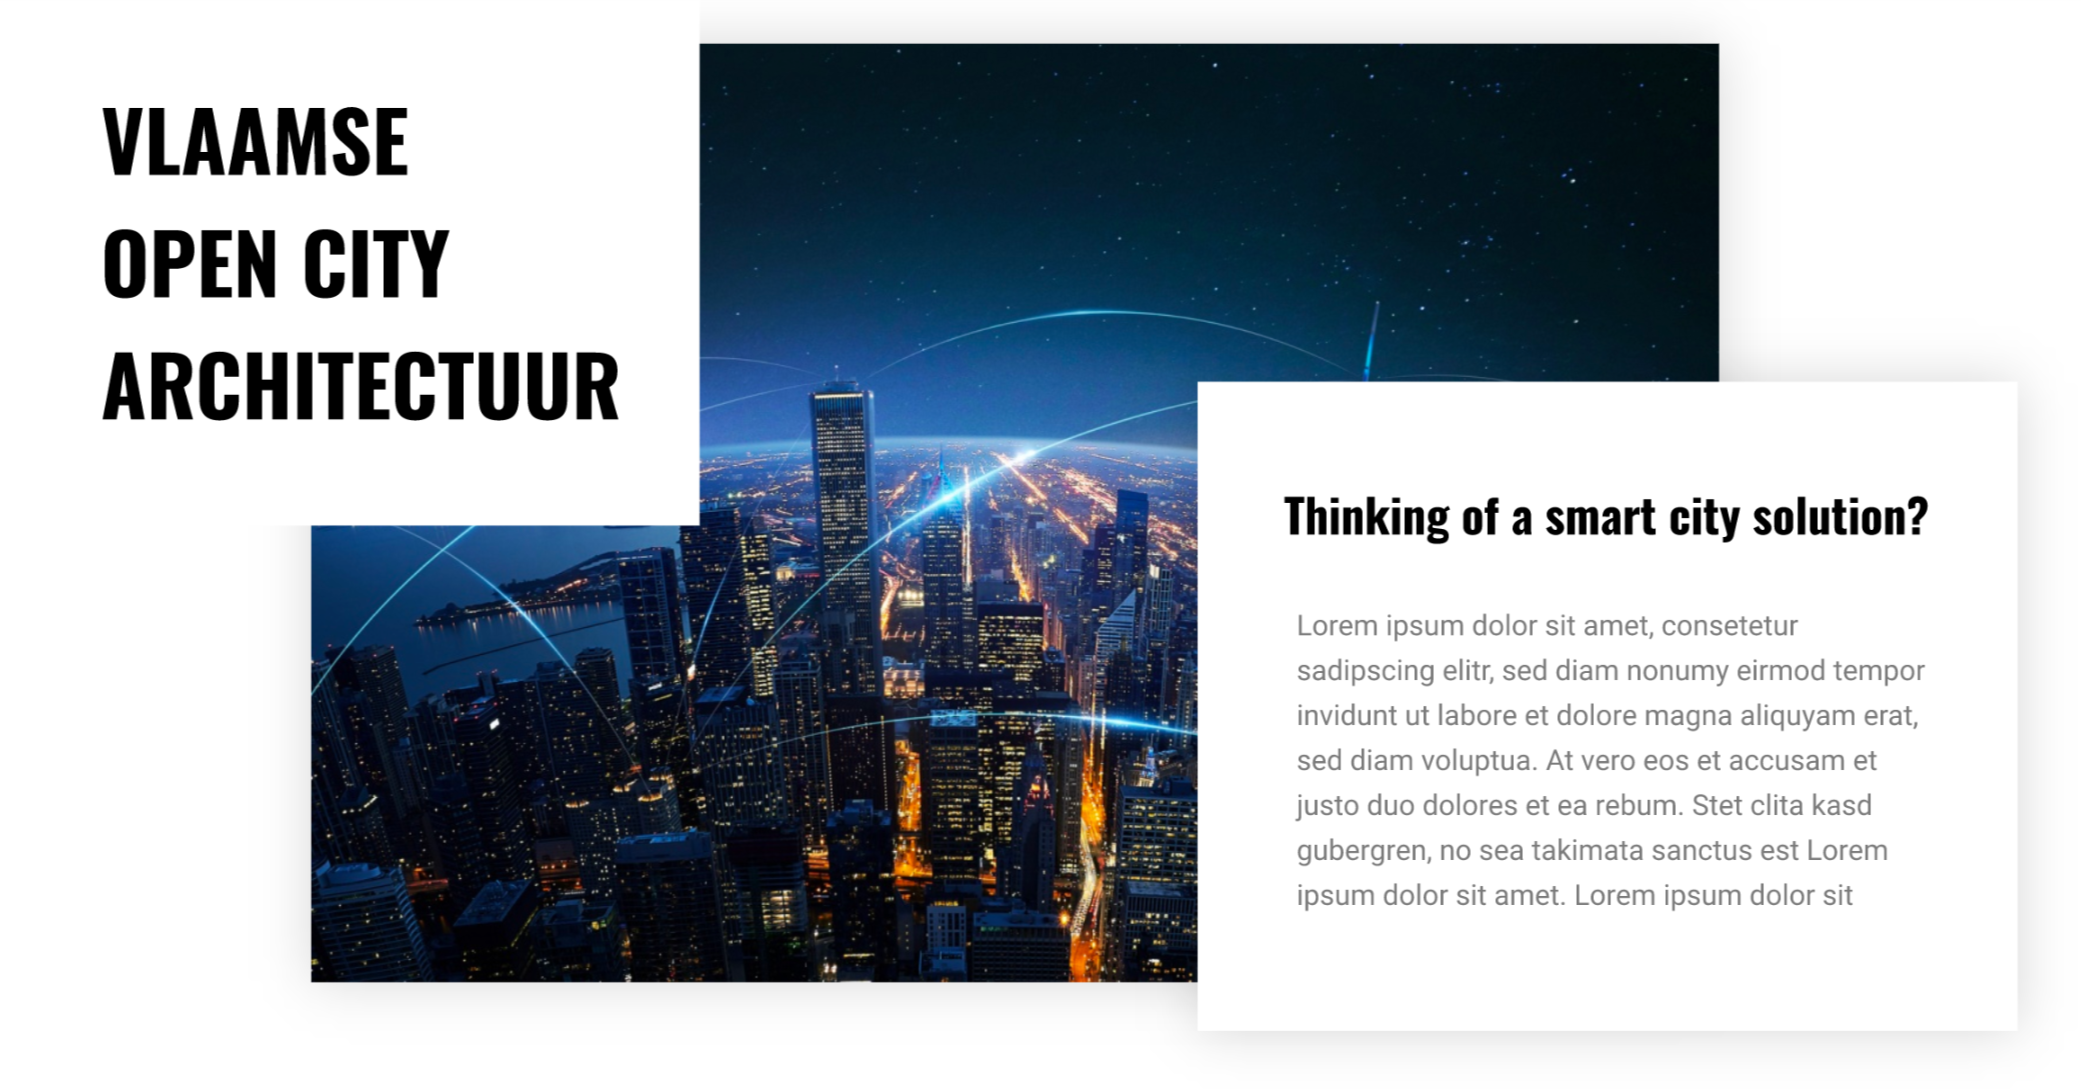 VLAAMSE
OPEN CITY
ARCHITECTUUR
Thinking of a smart city solution?
Lorem ipsum dolor sit amet, consetetur
sadipscing elitr, sed diam nonumy eirmod tempor
invidunt ut labore et dolore magna aliquyam erat,
sed diam voluptua. At vero eos et accusam et
justo duo dolores et ea rebum. Stet clita kasd
gubergren, no sea takimata sanctus est Lorem
ipsum dolor sit amet. Lorem ipsum dolor sit